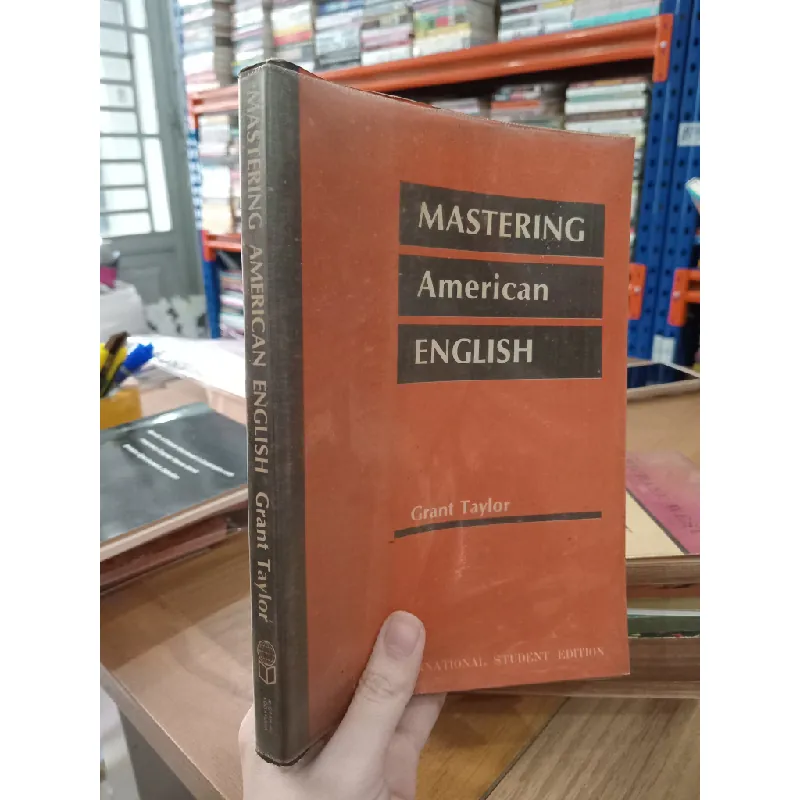 MASTERING
American
ENGLISH
Grant Taylor
NATIONAL STUDENT EDITION
MASTERING AMERICAN ENGLISH Grant Taylor